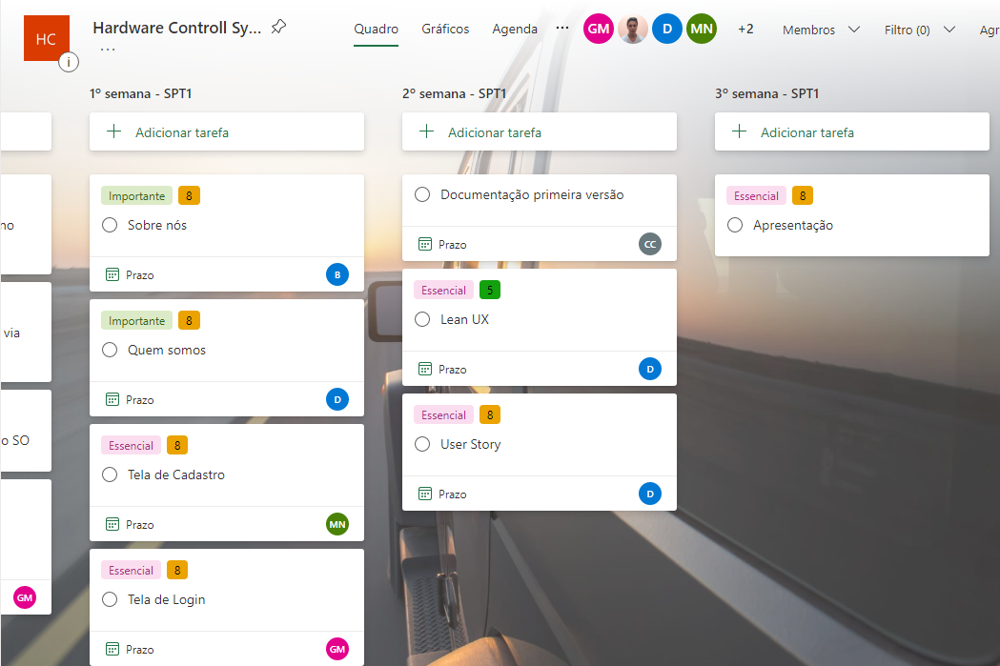 HC
Hardware Controll Sy...
...
i
Quadro
Gráficos
Agenda
...
GM
D
MN
+2
Membros
Filtro (0)
Agr
no
via
o SO
GM
1º semana - SPT1
Adicionar tarefa
Importante 8
Sobre nós
Prazo
B
Importante 8
Quem somos
Prazo
D
Essencial 8
Tela de Cadastro
Prazo
MN
Essencial 8
Tela de Login
Prazo
GM
2º semana - SPT1
Adicionar tarefa
Documentação primeira versão
Prazo
CC
Essencial 5
Lean UX
Prazo
D
Essencial 8
User Story
Prazo
D
3º semana - SPT1
Adicionar tarefa
Essencial 8
Apresentação